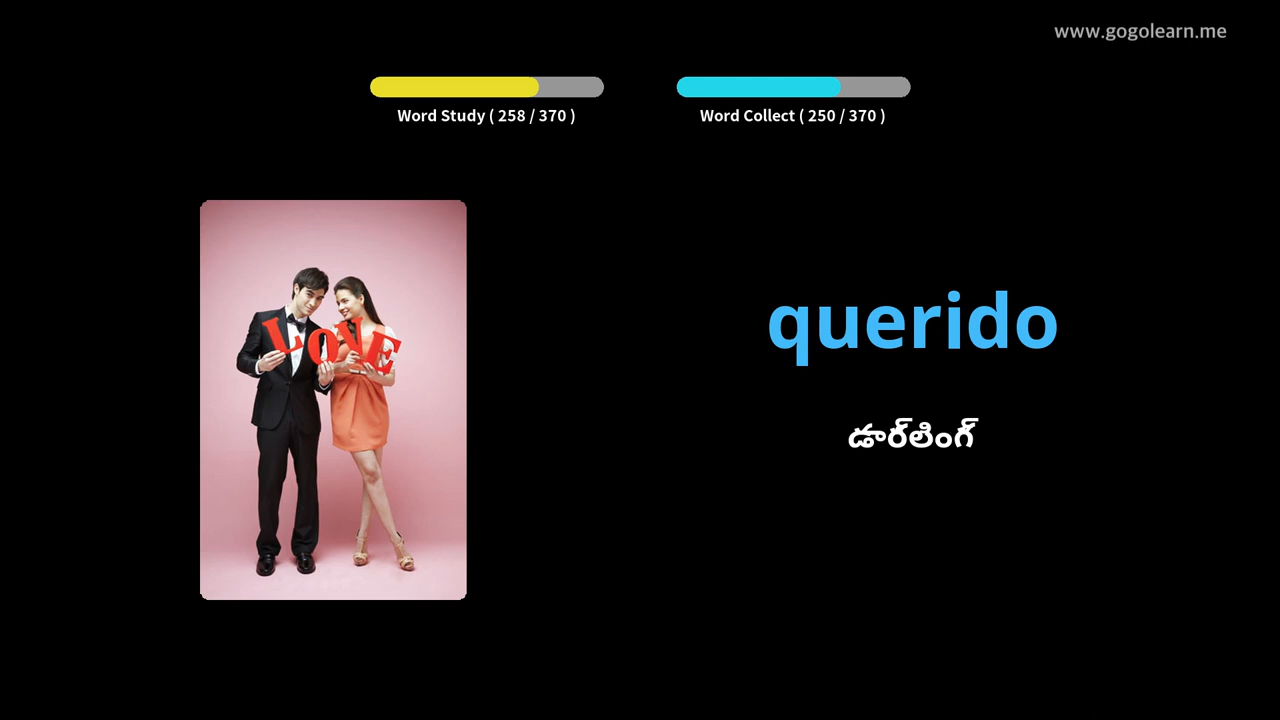 www.gogolearn.me
Word Study ( 258 / 370 )
Word Collect ( 250 / 370 )
LOVE
querido
డార్లింగ్